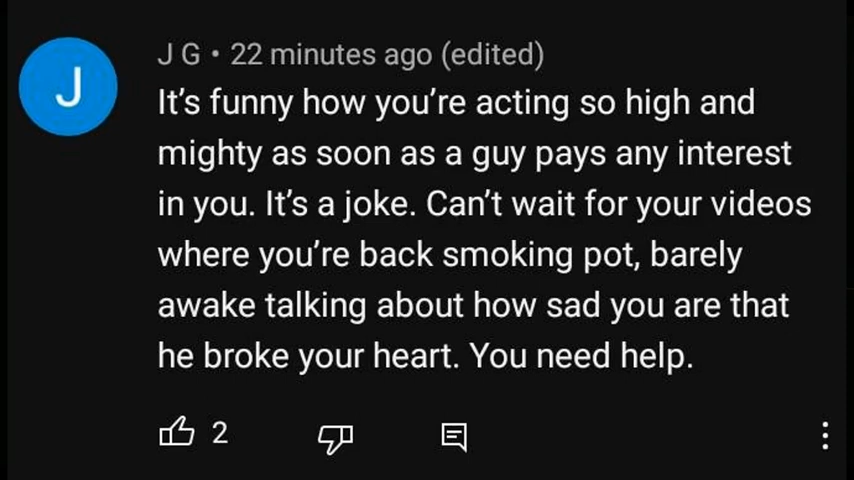 J
J G • 22 minutes ago (edited)
It's funny how you're acting so high and
mighty as soon as a guy pays any interest
in you. It's a joke. Can't wait for your videos
where you're back smoking pot, barely
awake talking about how sad you are that
he broke your heart. You need help.
2